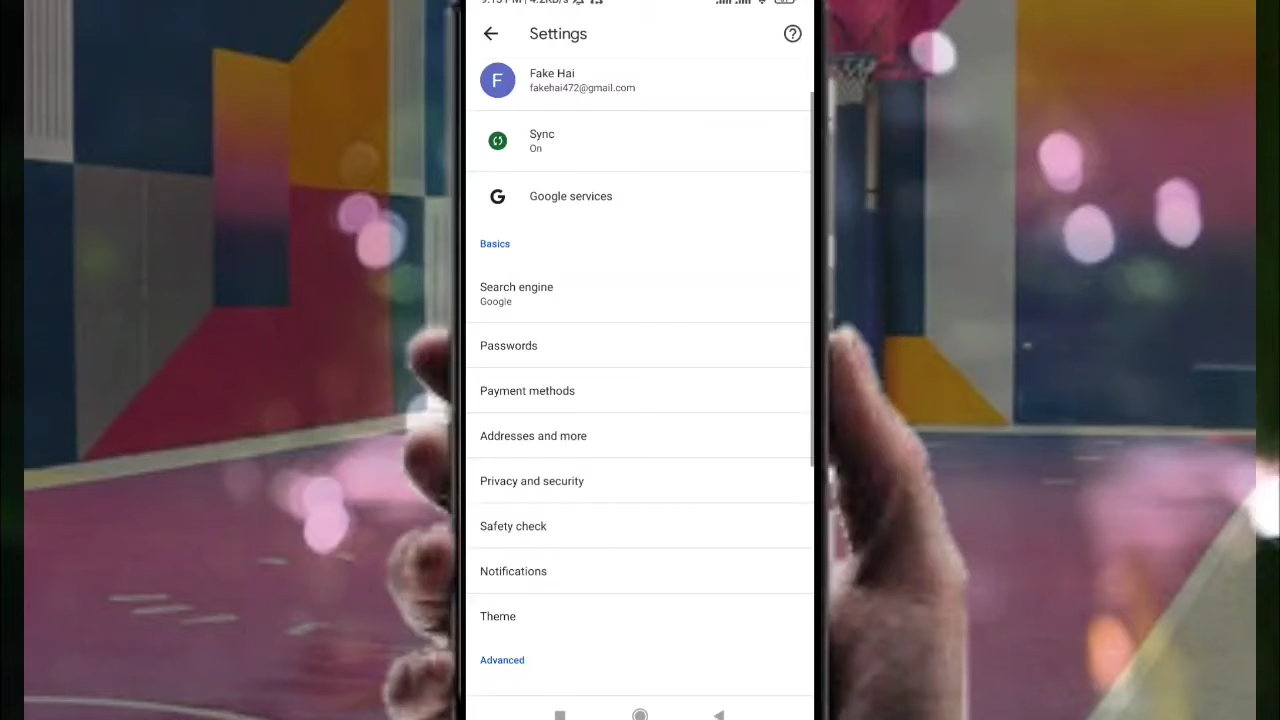 Settings
F
Fake Hai
fakehai472@gmail.com
Sync
On
G
Google services
Basics
Search engine
Google
Passwords
Payment methods
Addresses and more
Privacy and security
Safety check
Notifications
Theme
Advanced